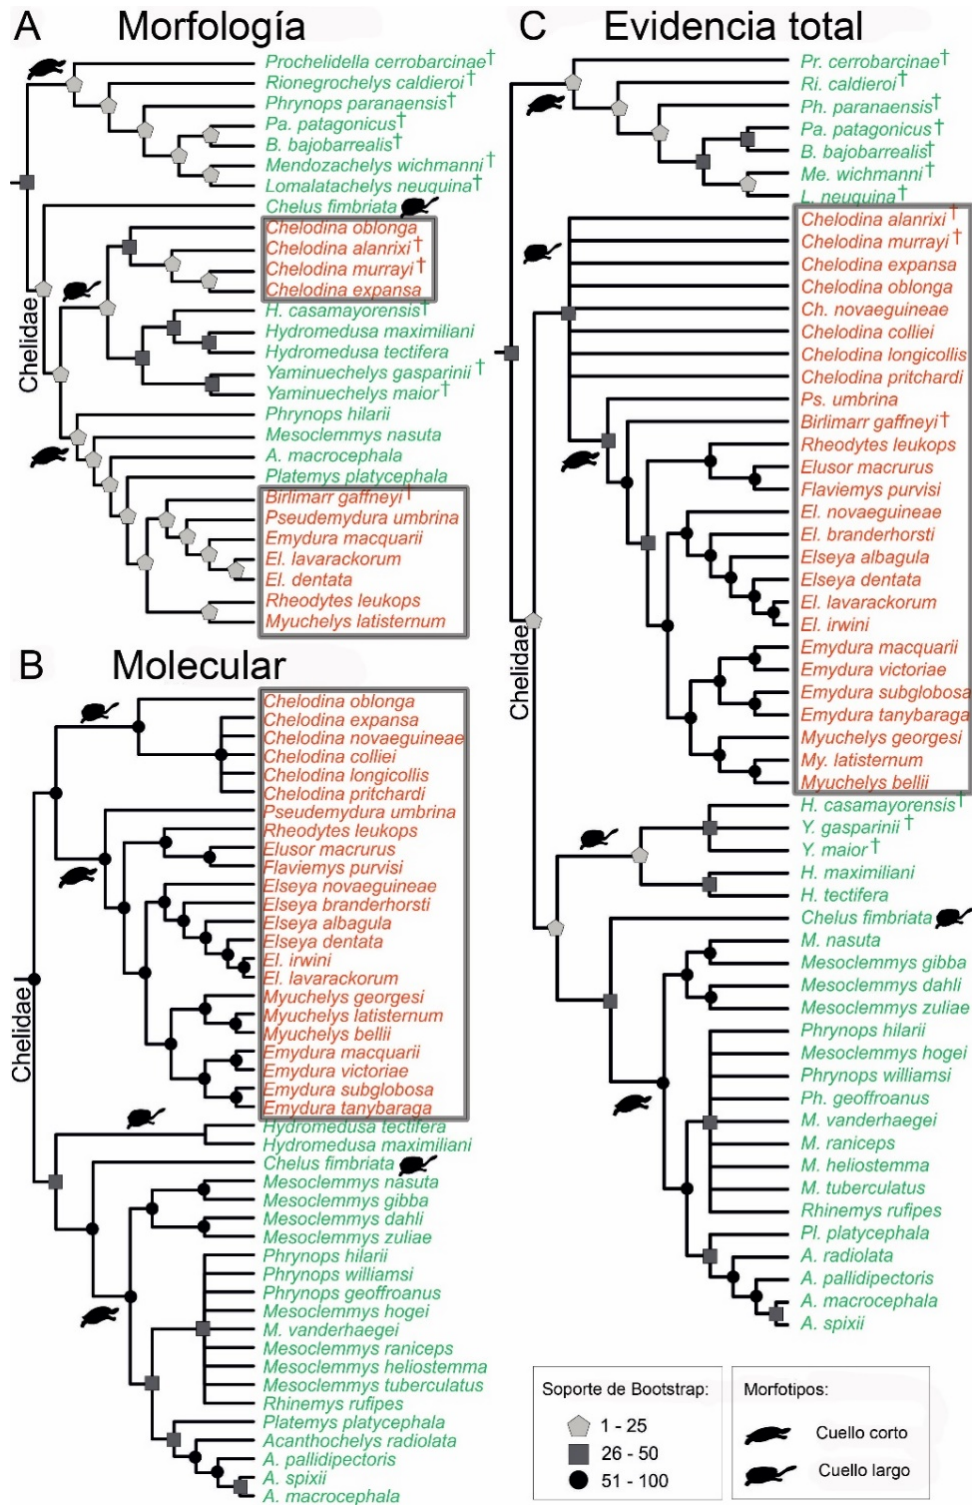 A Morfología
Prochelidella cerrobarcinae†
Rionegrochelys caldieroi†
Phrynops paranaensis†
Pa. patagonicus†
B. bajobarrealis†
Mendozachelys wichmanni†
Lomalatachelys neuquina†
Chelus fimbriata
Chelodina oblonga
Chelodina alanrixi†
Chelodina murrayi†
Chelodina expansa
H. casamayorensis†
Hydromedusa maximiliani
Hydromedusa tectifera
Yaminuechelys gasparinii†
Yaminuechelys maior†
Phrynops hilarii
Mesoclemmys nasuta
A. macrocephala
Platemys platycephala
Birlimarr gaffneyi†
Pseudemydura umbrina
Emydura macquarii
El. lavarackorum
El. dentata
Rheodytes leukops
Myuchelys latisternum
Chelidae
B Molecular
Chelodina oblonga
Chelodina expansa
Chelodina novaeguineae
Chelodina colliei
Chelodina longicollis
Chelodina pritchardi
Pseudemydura umbrina
Rheodytes leukops
Elusor macrurus
Flaviemys purvisi
Elseya novaeguineae
Elseya branderhorsti
Elseya albagula
Elseya dentata
El. irwini
El. lavarackorum
Myuchelys georgesi
Myuchelys latisternum
Myuchelys bellii
Emydura macquarii
Emydura victoriae
Emydura subglobosa
Emydura tanybaraga
Hydromedusa tectifera
Hydromedusa maximiliani
Chelus fimbriata
Mesoclemmys nasuta
Mesoclemmys gibba
Mesoclemmys dahli
Mesoclemmys zuliae
Phrynops hilarii
Phrynops williamsi
Phrynops geoffroanus
Mesoclemmys hogei
M. vanderhaegei
Mesoclemmys raniceps
Mesoclemmys heliostemma
Mesoclemmys tuberculatus
Rhinemys rufipes
Platemys platycephala
Acanthochelys radiolata
A. pallidipectoris
A. spixii
A. macrocephala
Chelidae
C Evidencia total
Pr. cerrobarcinae†
Ri. caldieroi†
Ph. paranaensis†
Pa. patagonicus†
B. bajobarrealis†
Me. wichmanni†
L. neuquina†
Chelodina alanrixi†
Chelodina murrayi†
Chelodina expansa
Chelodina oblonga
Ch. novaeguineae
Chelodina colliei
Chelodina longicollis
Chelodina pritchardi
Ps. umbrina
Birlimarr gaffneyi†
Rheodytes leukops
Elusor macrurus
Flaviemys purvisi
El. novaeguineae
El. branderhorsti
Elseya albagula
Elseya dentata
El. lavarackorum
El. irwini
Emydura macquarii
Emydura victoriae
Emydura subglobosa
Emydura tanybaraga
Myuchelys georgesi
My. latisternum
Myuchelys bellii
H. casamayorensis†
Y. gasparinii†
Y. maior†
H. maximiliani
H. tectifera
Chelus fimbriata
M. nasuta
Mesoclemmys gibba
Mesoclemmys dahli
Mesoclemmys zuliae
Phrynops hilarii
Mesoclemmys hogei
Phrynops williamsi
Ph. geoffroanus
M. vanderhaegei
M. raniceps
M. heliostemma
M. tuberculatus
Rhinemys rufipes
Pl. platycephala
A. radiolata
A. pallidipectoris
A. macrocephala
A. spixii
Chelidae
Soporte de Bootstrap:
1 - 25
26 - 50
51 - 100
Morfotipos:
Cuello corto
Cuello largo